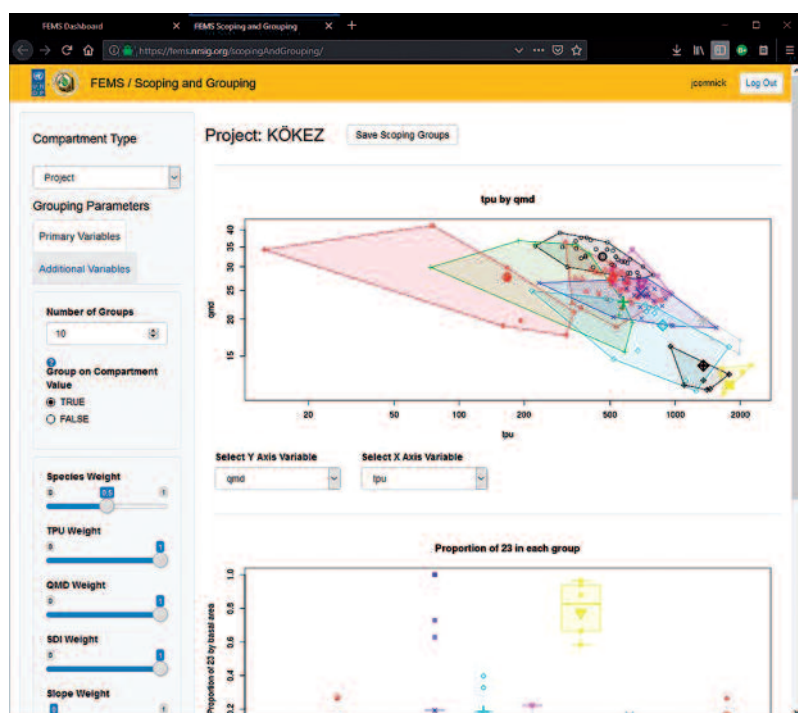 FEMS Dashboard
FEMS Scoping and Grouping
https://fems.nrsig.org/scopingAndGrouping/
FEMS / Scoping and Grouping
jcomnick
Log Out
Compartment Type
Project
Grouping Parameters
Primary Variables
Additional Variables
Number of Groups
10
Group on Compartment
Value
TRUE
FALSE
Species Weight
0 0.5 1
TPU Weight
0 1
QMD Weight
0 1
SDI Weight
0 1
Slope Weight
0 1
Project: KÖKEZ
Save Scoping Groups
tpu by qmd
qmd
40
35
30
25
20
15
20 50 100 200 500 1000 2000
tpu
Select Y Axis Variable
qmd
Select X Axis Variable
tpu
Proportion of 23 in each group
Proportion of 23 by basal area
1.0
0.8
0.6
0.4
0.2